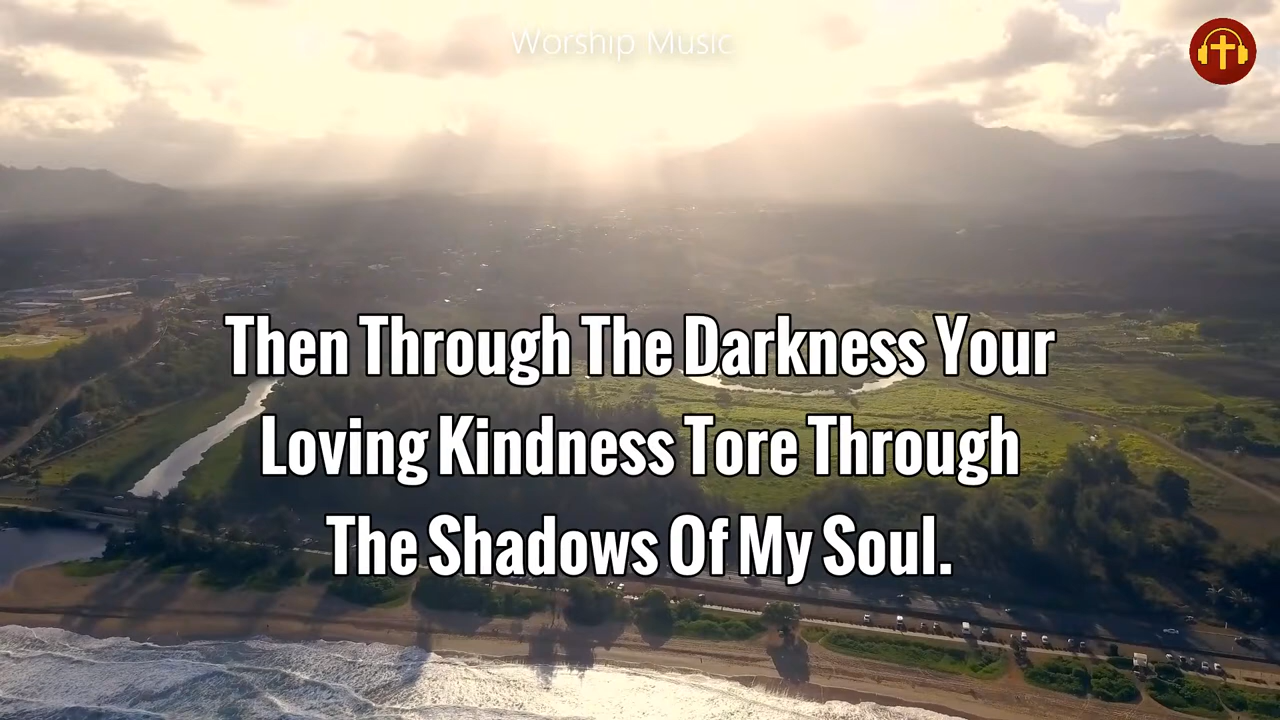 Worship Music
Then Through The Darkness Your
Loving Kindness Tore Through
The Shadows Of My Soul.